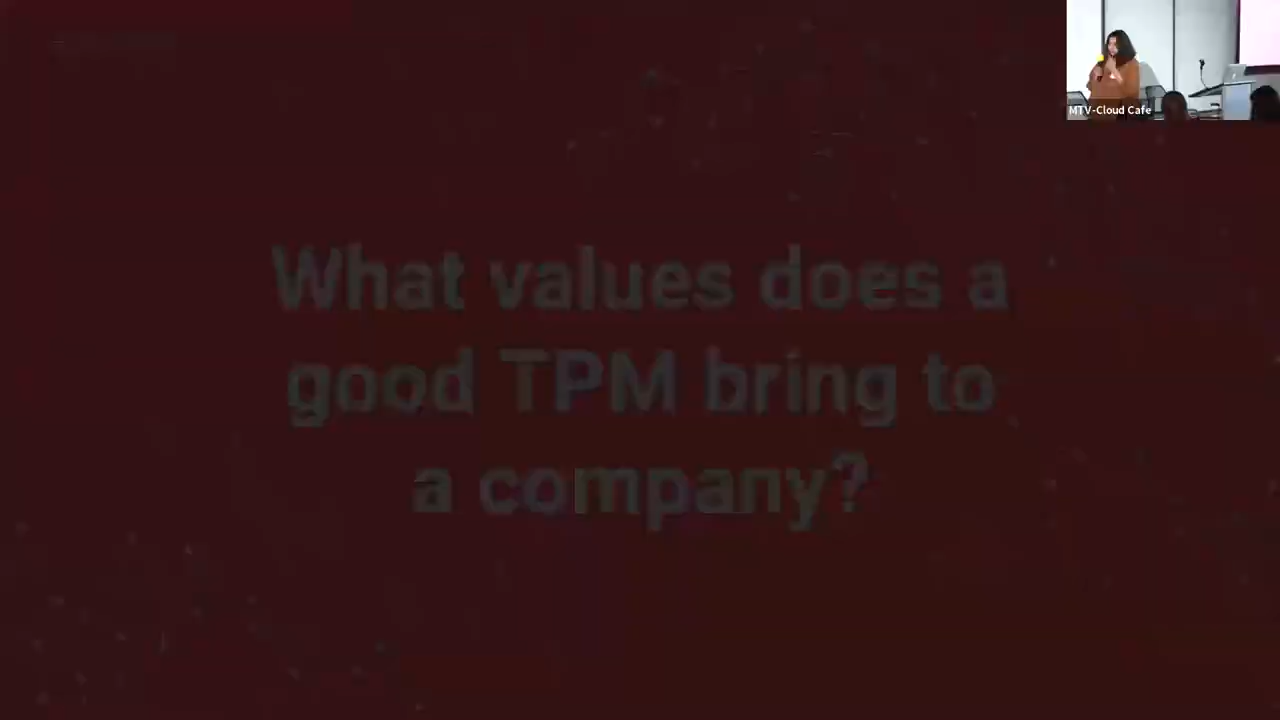 MTV-Cloud Cafe
What values does a
good TPM bring to
a company?